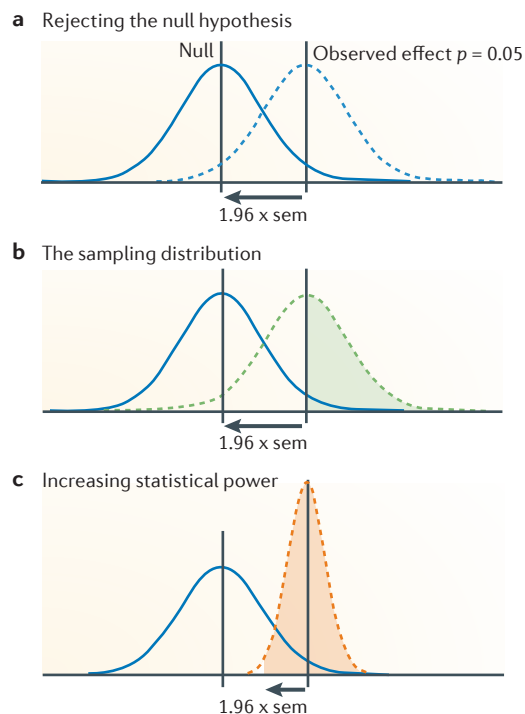 a Rejecting the null hypothesis
Null
Observed effect p = 0.05
1.96 x sem
b The sampling distribution
1.96 x sem
c Increasing statistical power
1.96 x sem